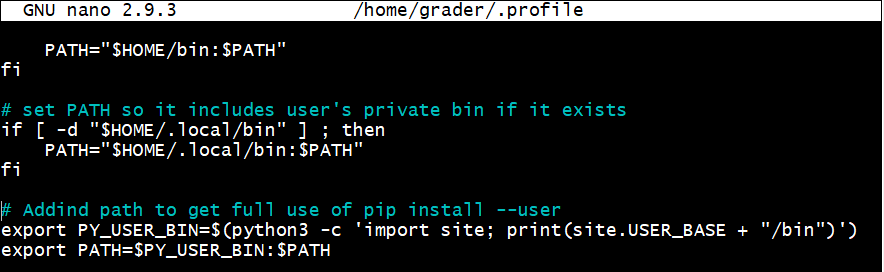 GNU nano 2.9.3 /home/grader/.profile
PATH="$HOME/bin:$PATH"
fi
# set PATH so it includes user's private bin if it exists
if [ -d "$HOME/.local/bin" ] ; then
PATH="$HOME/.local/bin:$PATH"
fi
# Addind path to get full use of pip install --user
export PY_USER_BIN=$(python3 -c 'import site; print(site.USER_BASE + "/bin")')
export PATH=$PY_USER_BIN:$PATH